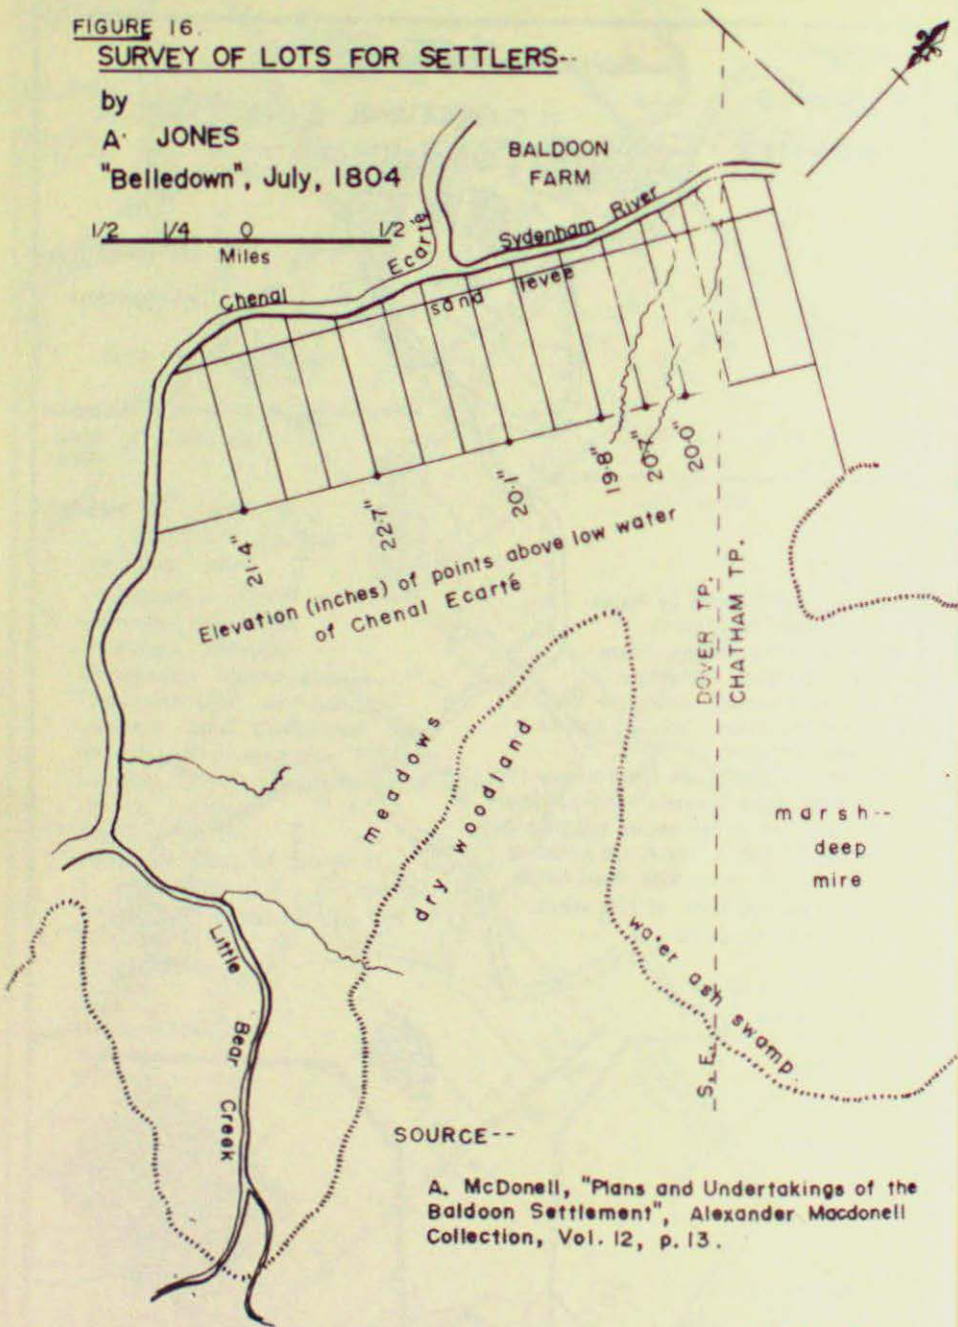 FIGURE 16.
SURVEY OF LOTS FOR SETTLERS--
by
A· JONES
"Belledown", July, 1804
1/2 1/4 0 1/2
Miles
BALDOON
FARM
Chenal Ecarté
Sydenham River
sand levee
21·4"
22·7"
20·1"
19·8"
20·7"
20·0"
Elevation (inches) of points above low water
of Chenal Ecarté
DOVER TP.
CHATHAM TP.
meadows
dry woodland
marsh--
deep
mire
water ash swamp
S. E.
Little Bear Creek
SOURCE--
A. McDonell, "Plans and Undertakings of the
Baldoon Settlement", Alexander Macdonell
Collection, Vol. 12, p. 13.